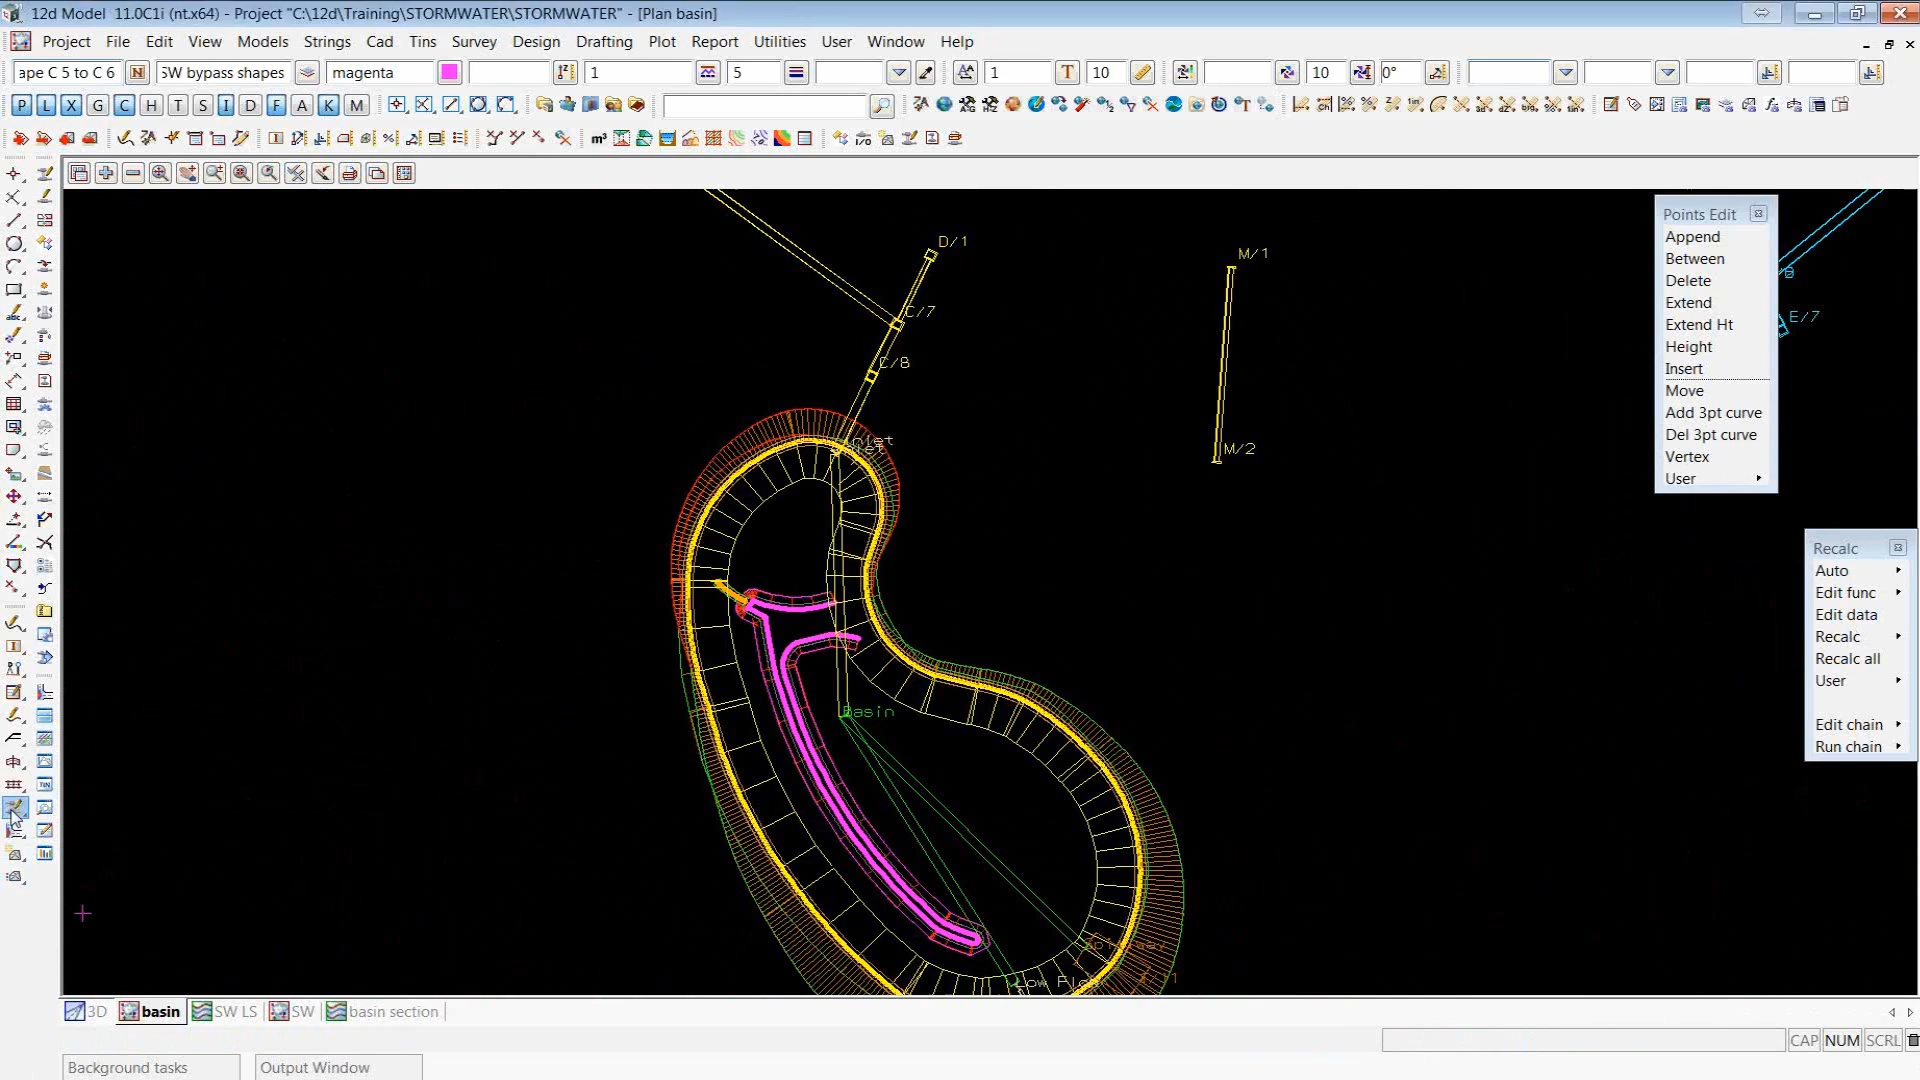 12d Model 11.0C1i (nt.x64) - Project "C:\12d\Training\STORMWATER\STORMWATER" - [Plan basin]
Project File Edit View Models Strings Cad Tins Survey Design Drafting Plot Report Utilities User Window Help
ape C 5 to C 6 N SW bypass shapes magenta 1 5 1 T 10 10 0°
P L X G C H T S I D F A K M
m³
D/1
M/1
C/7
E/7
C/8
Inlet
M/2
Basin
Spillway
Low Flow
Points Edit
Append
Between
Delete
Extend
Extend Ht
Height
Insert
Move
Add 3pt curve
Del 3pt curve
Vertex
User
Recalc
Auto
Edit func
Edit data
Recalc
Recalc all
User
Edit chain
Run chain
3D basin SW LS SW basin section
CAP NUM SCRL
Background tasks Output Window